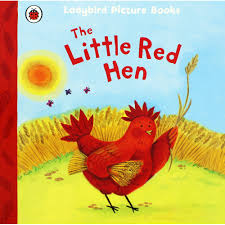 Ladybird Picture Books
The
Little Red
Hen